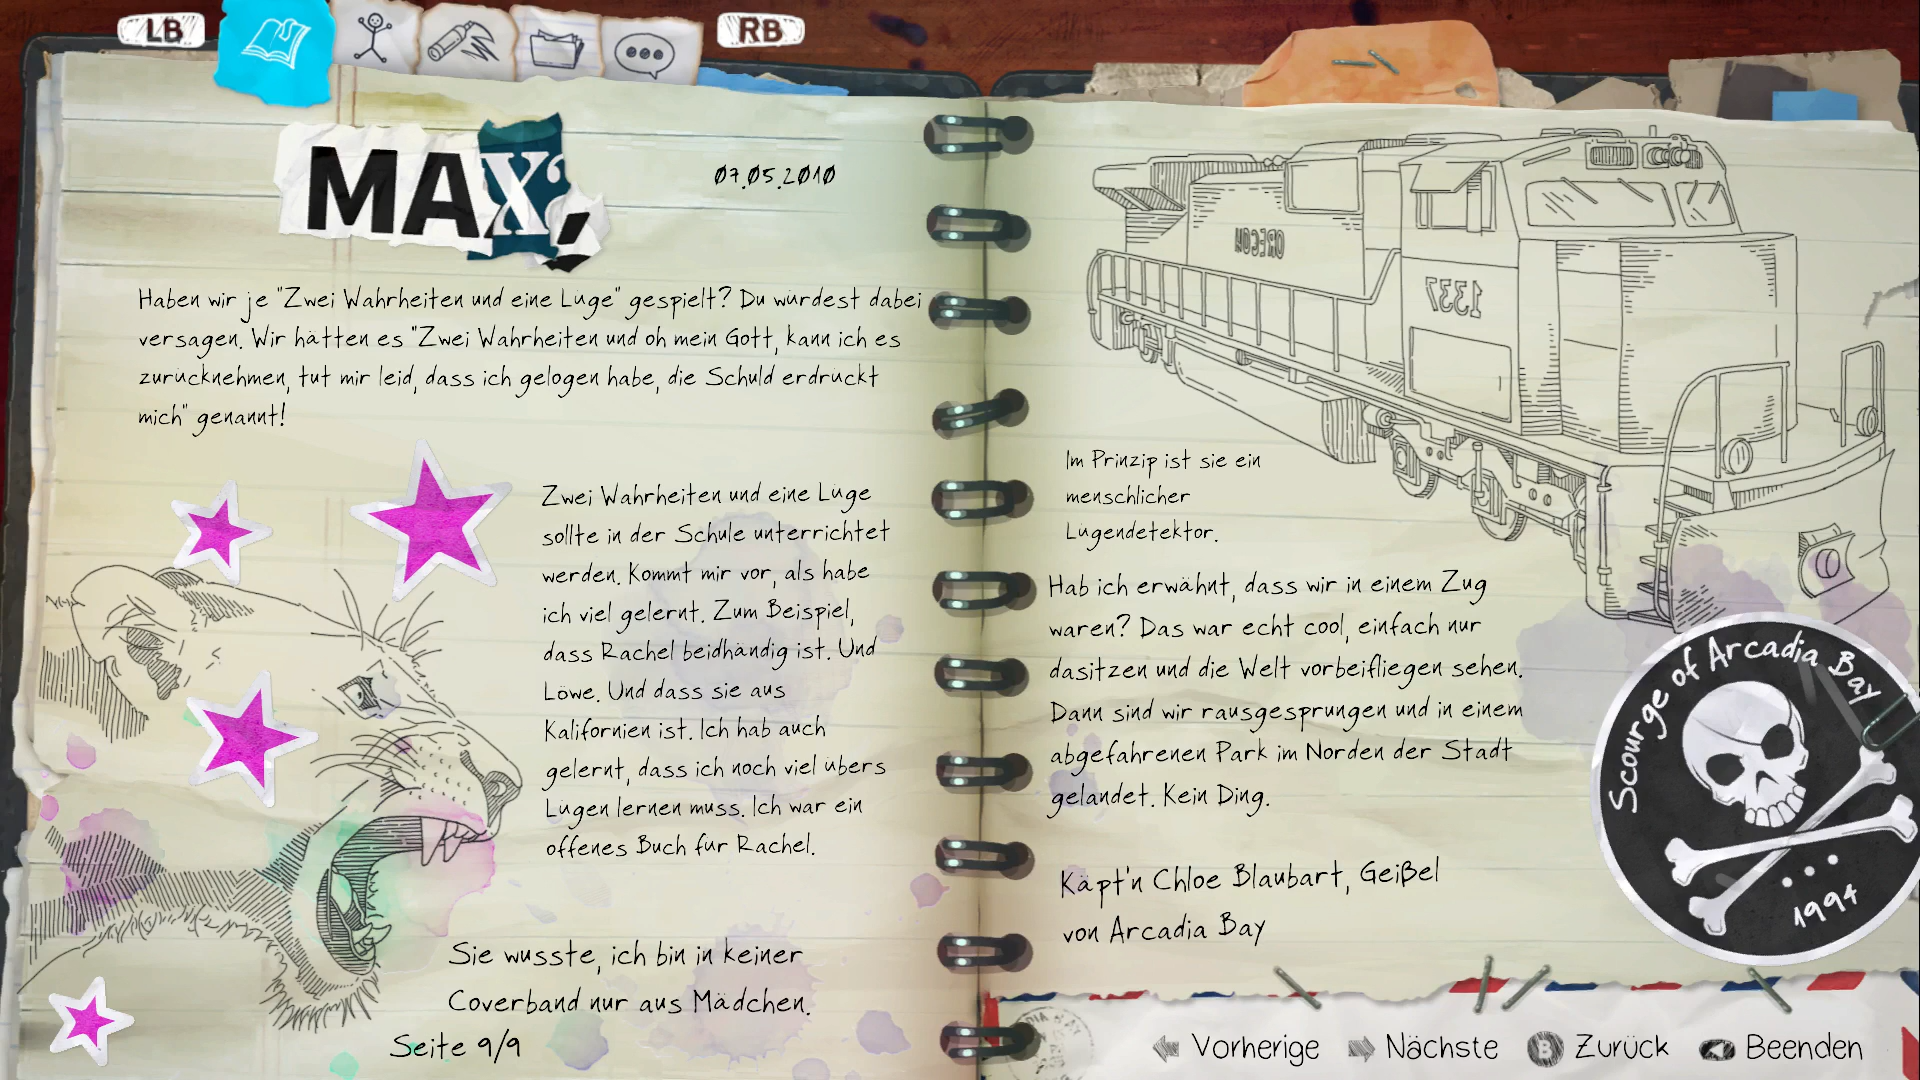 LB
RB
MAX,
07.05.2010
Haben wir je "Zwei Wahrheiten und eine Lüge" gespielt? Du würdest dabei
versagen. Wir hätten es "Zwei Wahrheiten und oh mein Gott, kann ich es
zurücknehmen, tut mir leid, dass ich gelogen habe, die Schuld erdrückt
mich" genannt!
Zwei Wahrheiten und eine Lüge
sollte in der Schule unterrichtet
werden. Kommt mir vor, als habe
ich viel gelernt. Zum Beispiel,
dass Rachel beidhändig ist. Und
Löwe. Und dass sie aus
Kalifornien ist. Ich hab auch
gelernt, dass ich noch viel übers
Lügen lernen muss. Ich war ein
offenes Buch für Rachel.
Sie wusste, ich bin in keiner
Coverband nur aus Mädchen.
Seite 9/9
OREGON
1337
Im Prinzip ist sie ein
menschlicher
Lügendetektor.
Hab ich erwähnt, dass wir in einem Zug
waren? Das war echt cool, einfach nur
dasitzen und die Welt vorbeifliegen sehen.
Dann sind wir rausgesprungen und in einem
abgefahrenen Park im Norden der Stadt
gelandet. Kein Ding.
Käpt'n Chloe Blaubart, Geißel
von Arcadia Bay
Scourge of Arcadia Bay
1994
Vorherige
Nächste
B Zurück
Beenden